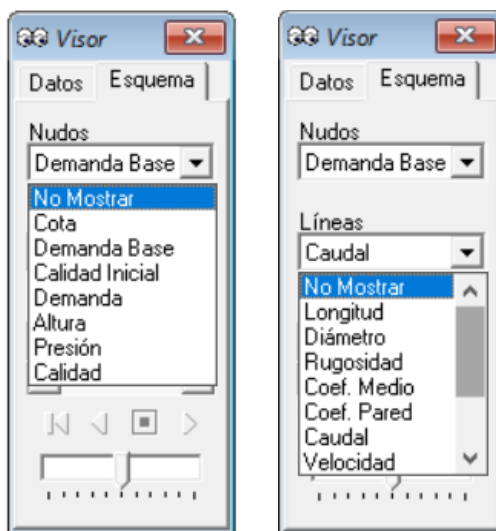 Visor
Datos
Esquema
Nudos
Demanda Base
No Mostrar
Cota
Demanda Base
Calidad Inicial
Demanda
Altura
Presión
Calidad
Visor
Datos
Esquema
Nudos
Demanda Base
Líneas
Caudal
No Mostrar
Longitud
Diámetro
Rugosidad
Coef. Medio
Coef. Pared
Caudal
Velocidad